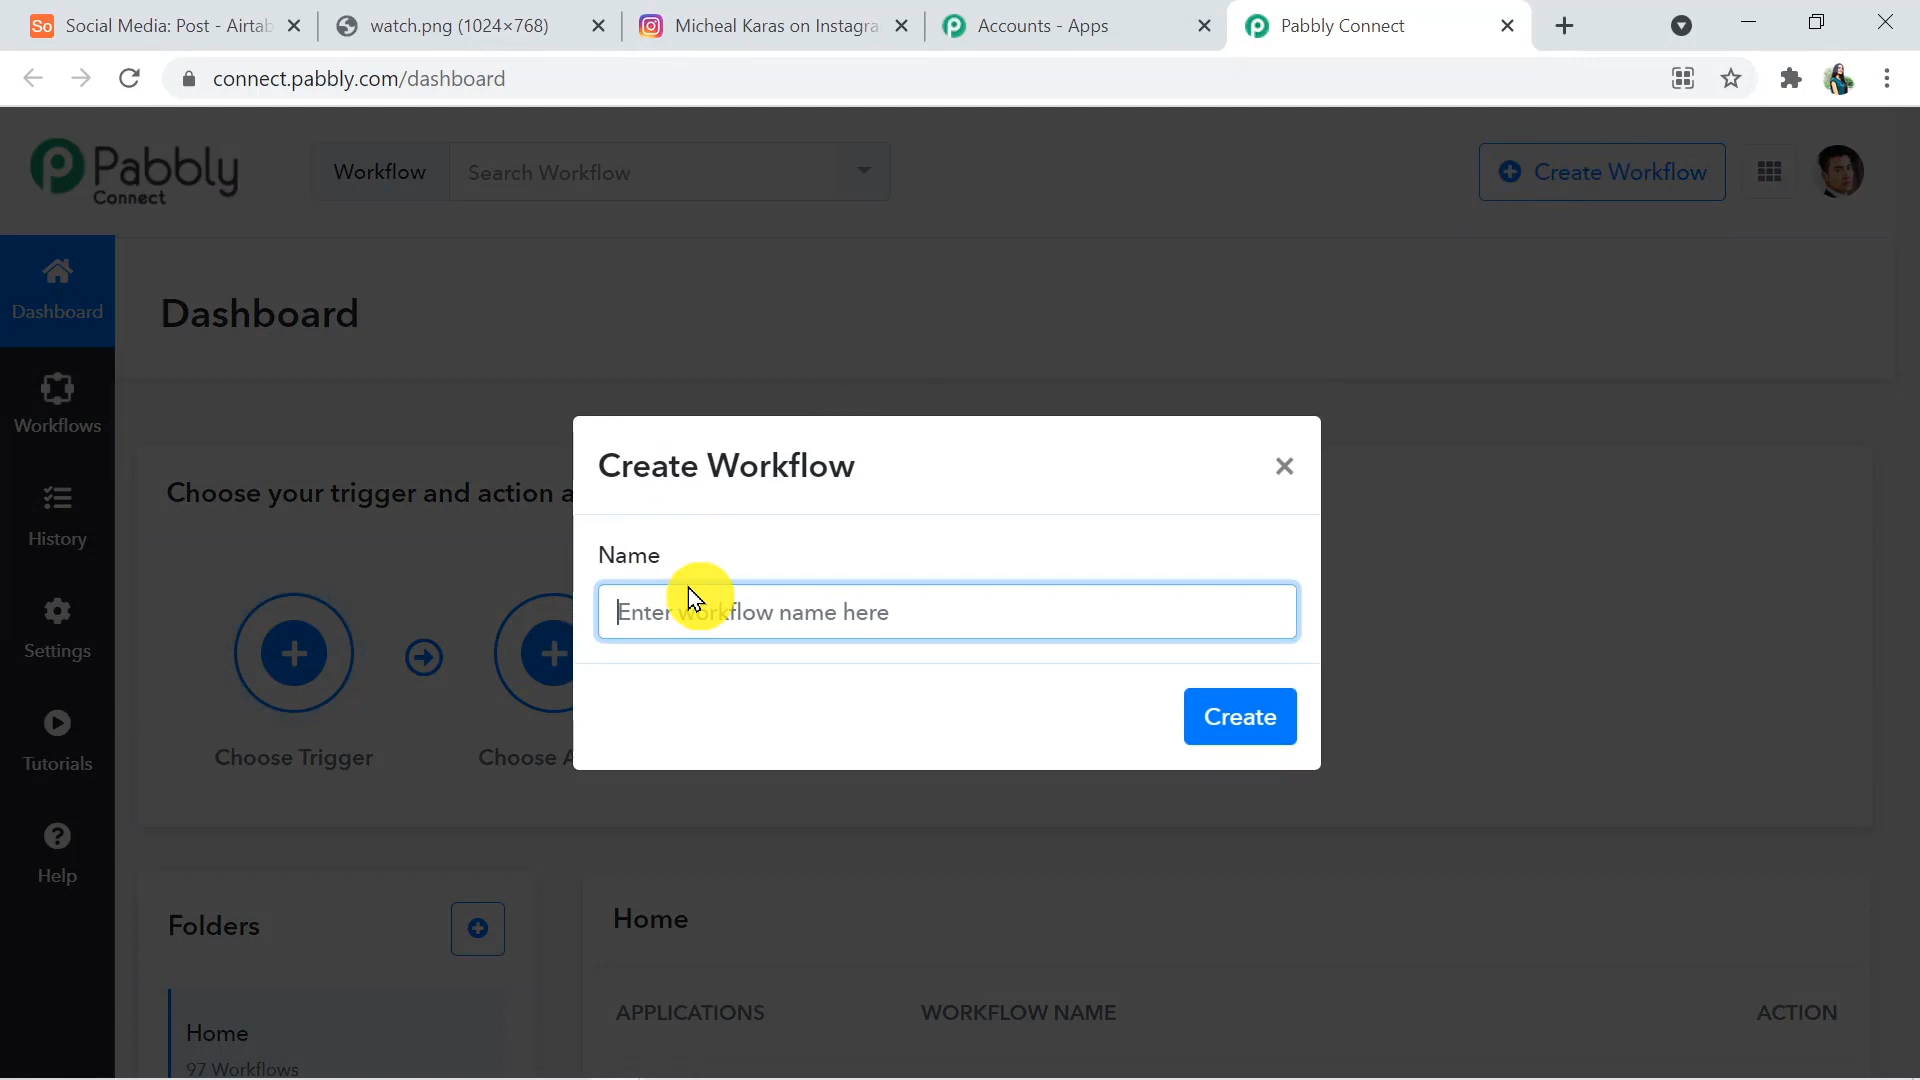 So Social Media: Post - Airtab
watch.png (1024×768)
Micheal Karas on Instagra
Accounts - Apps
Pabbly Connect
connect.pabbly.com/dashboard
Pabbly
Connect
Workflow
Search Workflow
Create Workflow
Dashboard
Dashboard
Workflows
History
Settings
Tutorials
Help
Choose your trigger and action a
Choose Trigger
Choose A
Create Workflow
Name
Enter workflow name here
Create
Folders
Home
97 Workflows
Home
APPLICATIONS
WORKFLOW NAME
ACTION